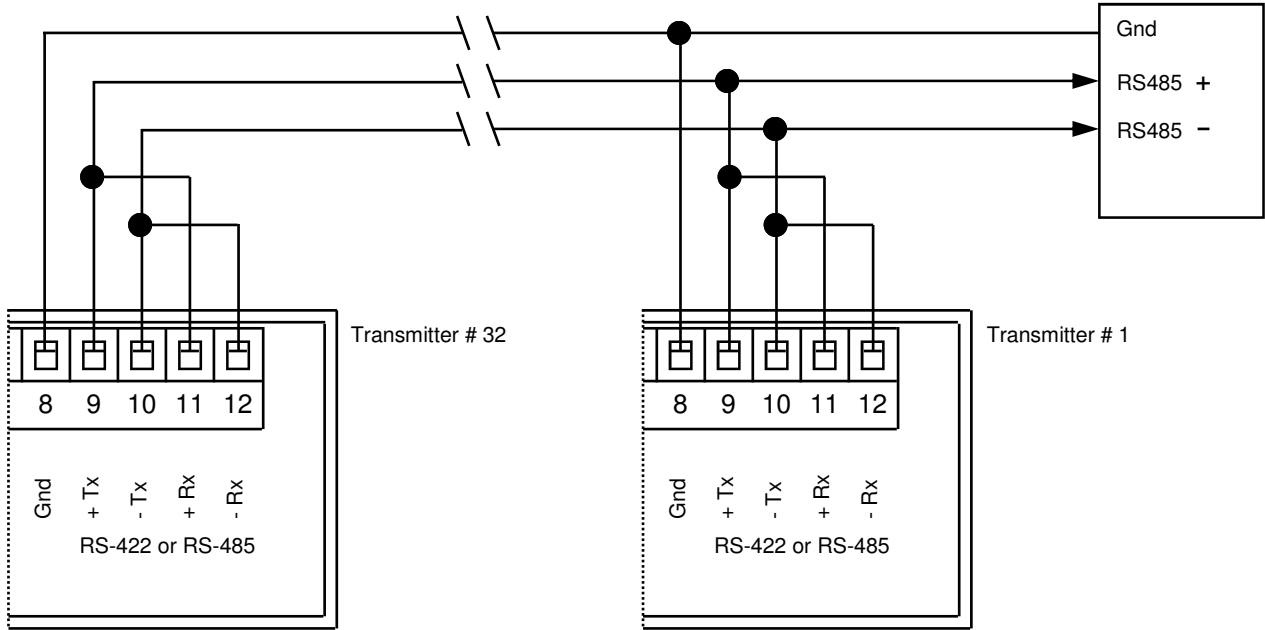 Gnd
RS485 +
RS485 -
Transmitter # 32
Transmitter # 1
8 9 10 11 12
8 9 10 11 12
Gnd
+ Tx
- Tx
+ Rx
- Rx
RS-422 or RS-485
Gnd
+ Tx
- Tx
+ Rx
- Rx
RS-422 or RS-485